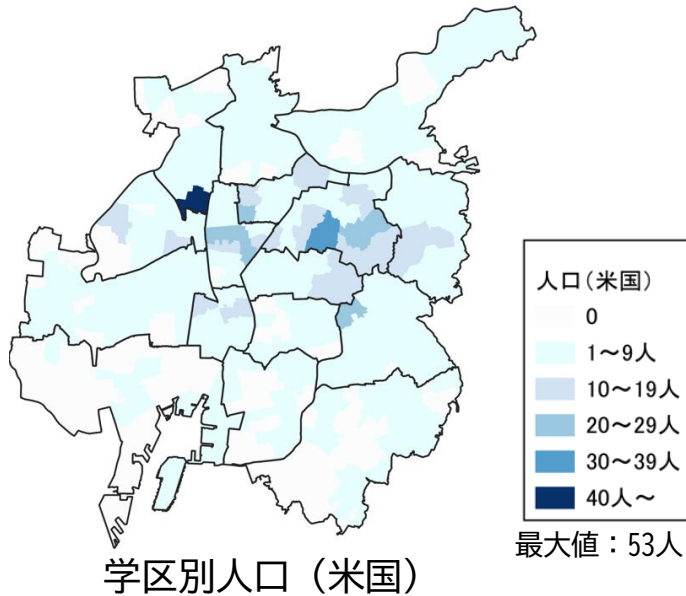 人口(米国)
0
1～9人
10～19人
20～29人
30～39人
40人～
最大値：53人
学区別人口（米国）